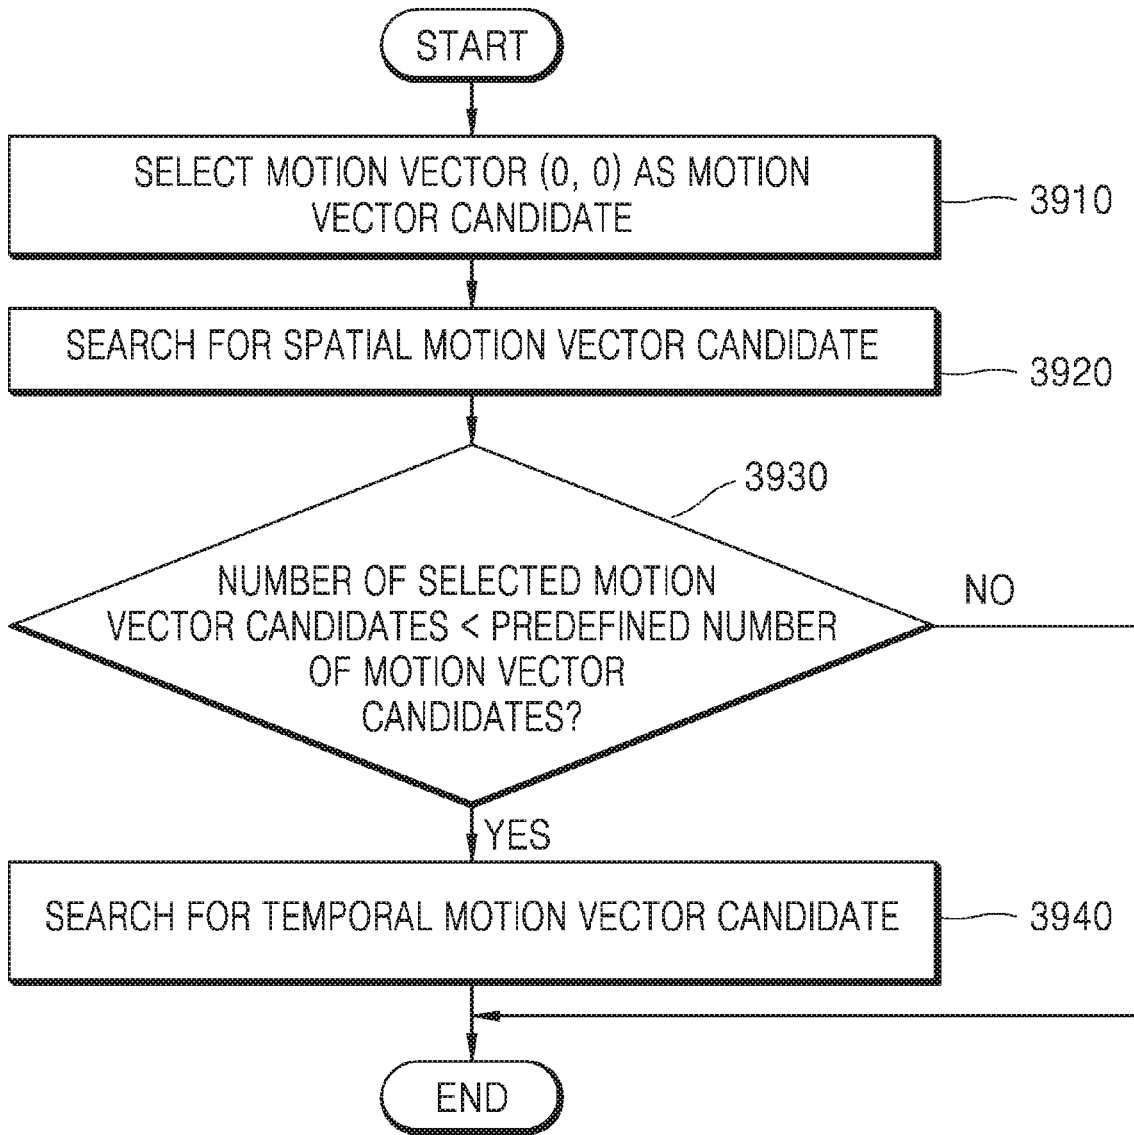 START
SELECT MOTION VECTOR (0, 0) AS MOTION
VECTOR CANDIDATE
3910
SEARCH FOR SPATIAL MOTION VECTOR CANDIDATE
3920
3930
NUMBER OF SELECTED MOTION
VECTOR CANDIDATES < PREDEFINED NUMBER
OF MOTION VECTOR
CANDIDATES?
NO
YES
SEARCH FOR TEMPORAL MOTION VECTOR CANDIDATE
3940
END